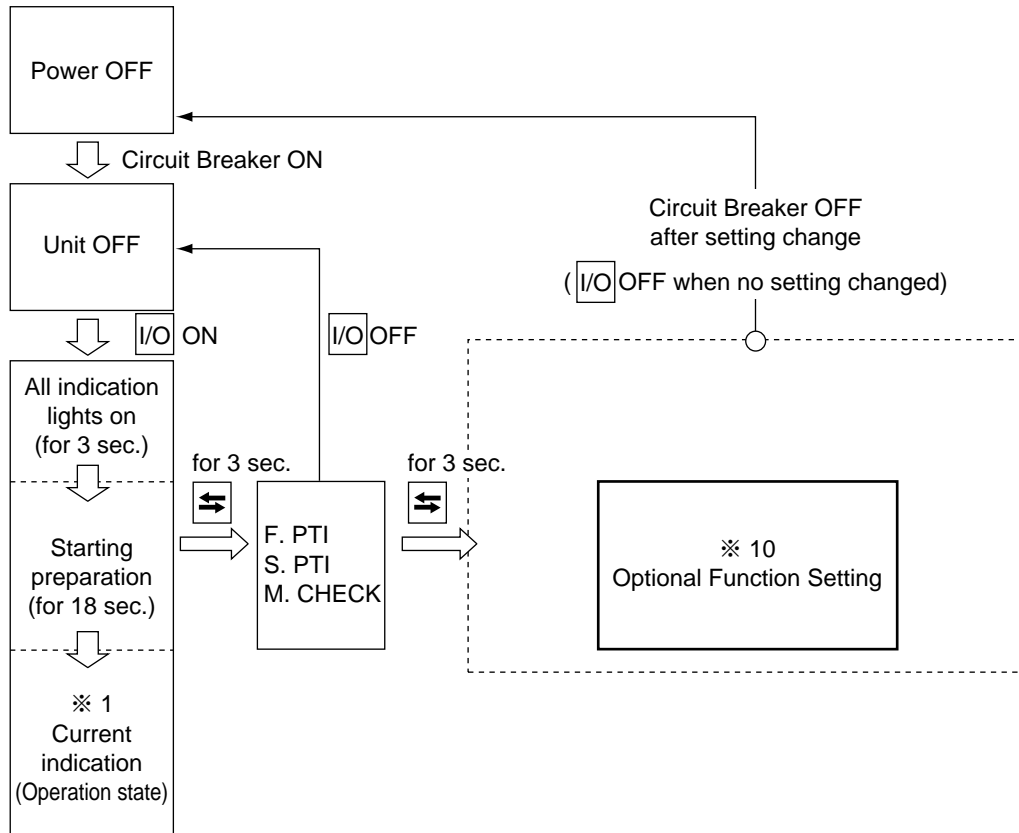 Power OFF
Circuit Breaker ON
Unit OFF
Circuit Breaker OFF
after setting change
( I/O OFF when no setting changed)
I/O ON
I/O OFF
All indication
lights on
(for 3 sec.)
for 3 sec.
for 3 sec.
Starting
preparation
(for 18 sec.)
F. PTI
S. PTI
M. CHECK
※ 10
Optional Function Setting
※ 1
Current
indication
(Operation state)